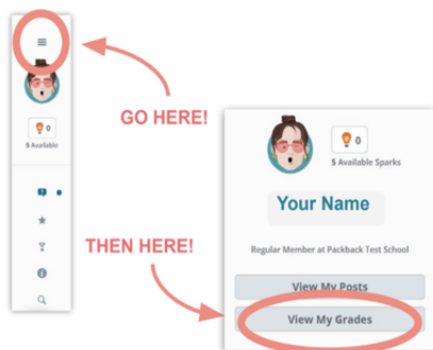 0
5 Available
GO HERE!
THEN HERE!
0
5 Available Sparks
Your Name
Regular Member at Packback Test School
View My Posts
View My Grades